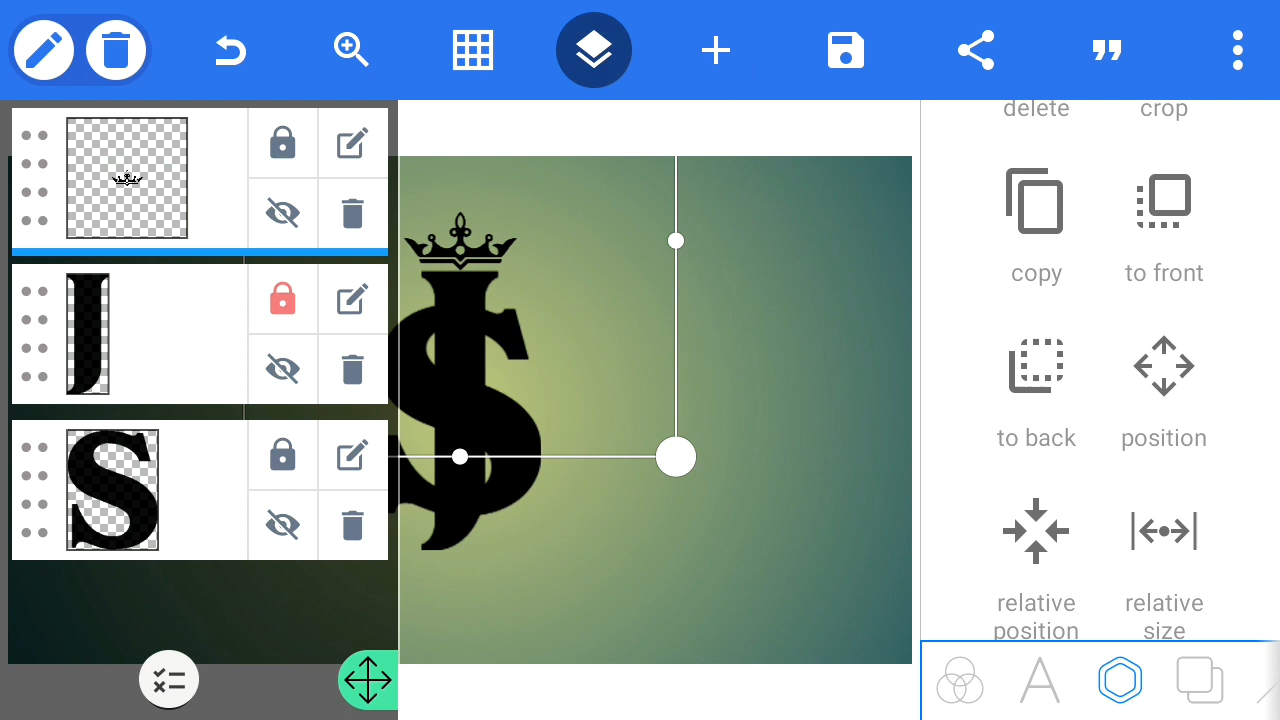 delete crop
copy to front
to back position
relative position relative size
J
S